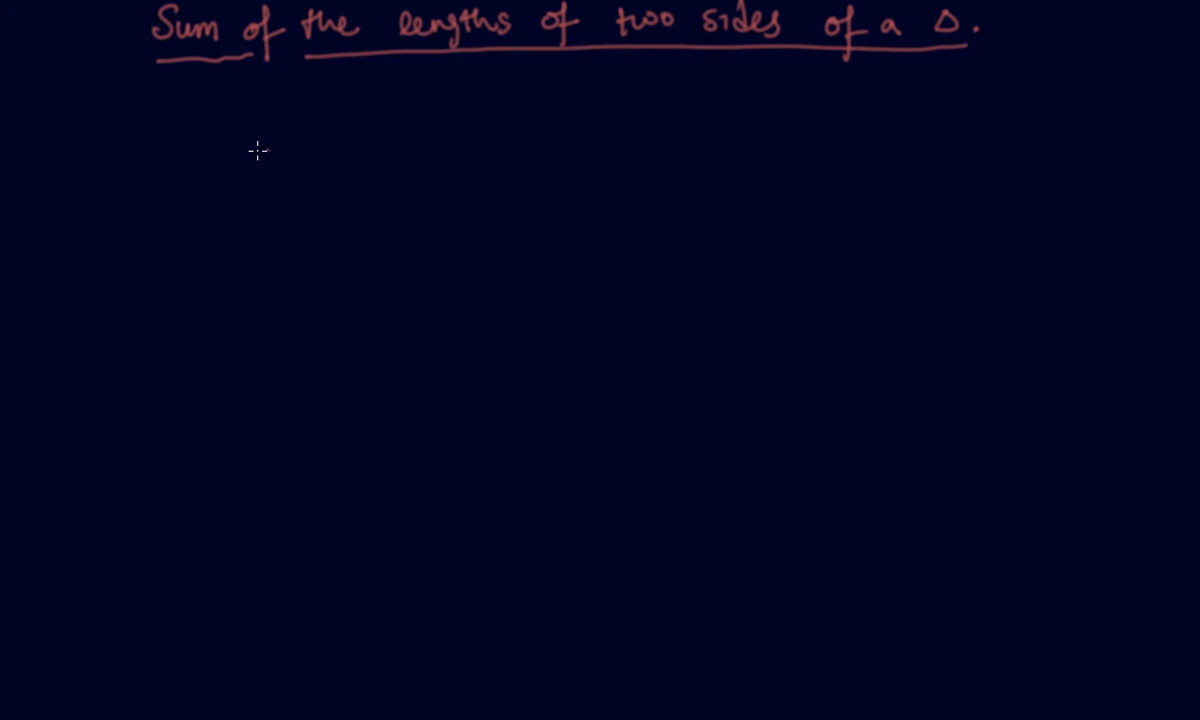 Sum of the lengths of two sides of a Δ.